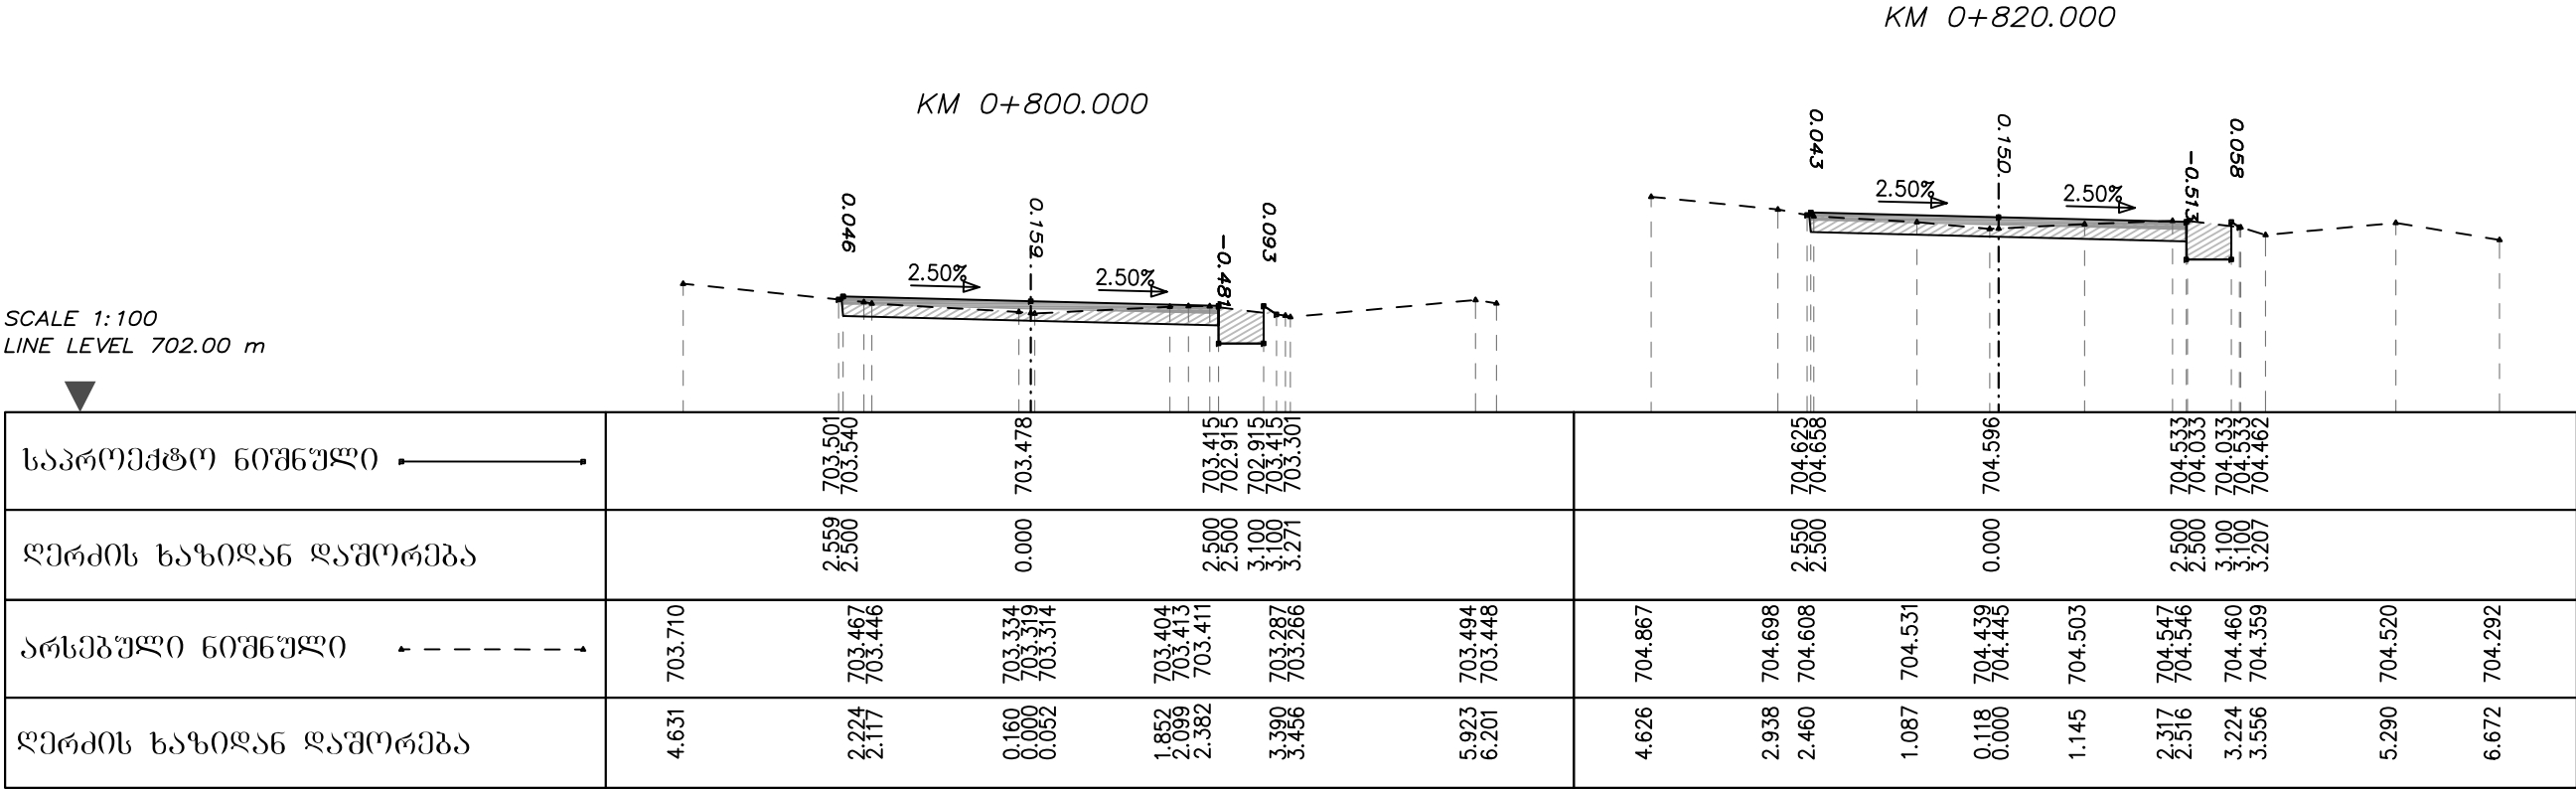 KM 0+820.000
KM 0+800.000
0.043
0.150
-0.513
0.058
2.50%
2.50%
0.046
0.159
-0.481
0.093
2.50%
2.50%
SCALE 1:100
LINE LEVEL 702.00 m
საპროექტო ნიშნული
703.501 703.540 703.478 703.415 702.915 702.915 703.415 703.301
704.625 704.658 704.596 704.533 704.033 704.033 704.533 704.462
ღერძის ხაზიდან დაშორება
2.559 2.500 0.000 2.500 2.500 3.100 3.100 3.271
2.550 2.500 0.000 2.500 2.500 3.100 3.100 3.207
არსებული ნიშნული
703.710 703.467 703.446 703.334 703.319 703.314 703.404 703.413 703.411 703.287 703.266 703.494 703.448
704.867 704.698 704.608 704.531 704.439 704.445 704.503 704.547 704.546 704.460 704.359 704.520 704.292
ღერძის ხაზიდან დაშორება
4.631 2.224 2.117 0.160 0.000 0.052 1.852 2.099 2.382 3.390 3.456 5.923 6.201
4.626 2.938 2.460 1.087 0.118 0.000 1.145 2.317 2.516 3.224 3.556 5.290 6.672